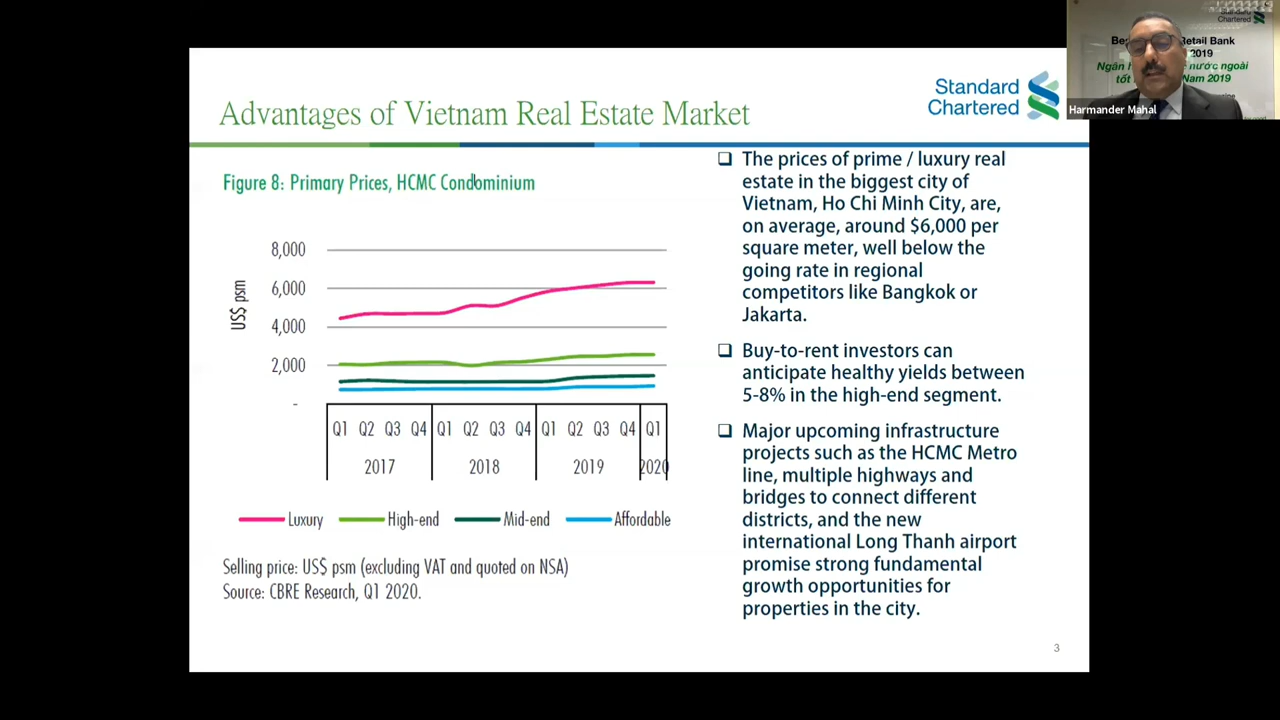 Advantages of Vietnam Real Estate Market
Standard
Chartered
Figure 8: Primary Prices, HCMC Condominium
US$ psm
8,000
6,000
4,000
2,000
-
Q1 Q2 Q3 Q4 Q1 Q2 Q3 Q4 Q1 Q2 Q3 Q4 Q1
2017 2018 2019 2020
Luxury High-end Mid-end Affordable
Selling price: US$ psm (excluding VAT and quoted on NSA)
Source: CBRE Research, Q1 2020.
The prices of prime / luxury real
estate in the biggest city of
Vietnam, Ho Chi Minh City, are,
on average, around $6,000 per
square meter, well below the
going rate in regional
competitors like Bangkok or
Jakarta.
Buy-to-rent investors can
anticipate healthy yields between
5-8% in the high-end segment.
Major upcoming infrastructure
projects such as the HCMC Metro
line, multiple highways and
bridges to connect different
districts, and the new
international Long Thanh airport
promise strong fundamental
growth opportunities for
properties in the city.
3
Standard
Chartered
Retail Bank
2019
nước ngoài
tốt Nam 2019
Harmander Mahal